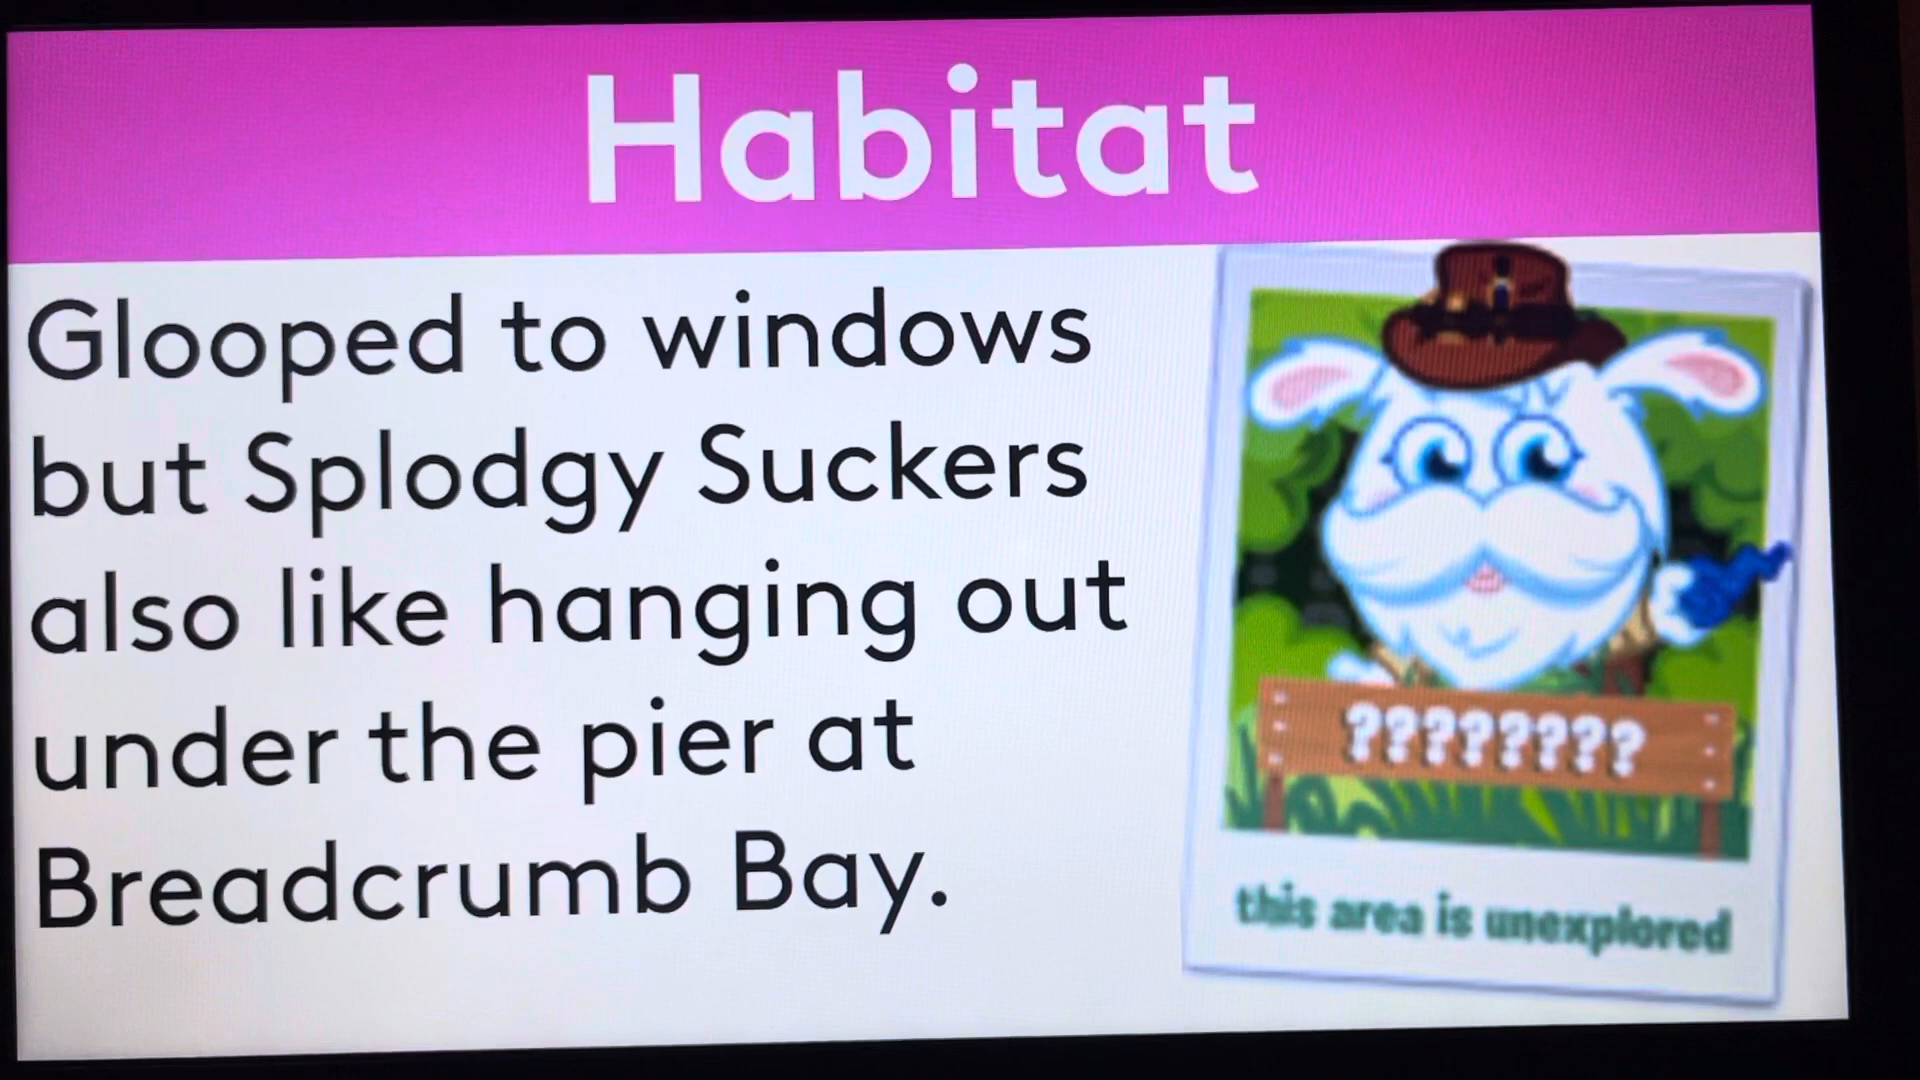 Habitat
Glooped to windows
but Splodgy Suckers
also like hanging out
under the pier at
Breadcrumb Bay.
????????
this area is unexplored